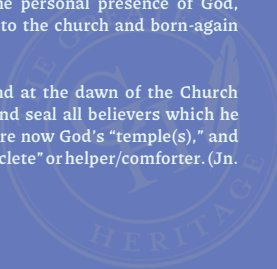 e personal presence of God,
to the church and born-again
nd at the dawn of the Church
nd seal all believers which he
re now God's “temple(s),” and
clete” or helper/comforter. (Jn.
HERITAGE